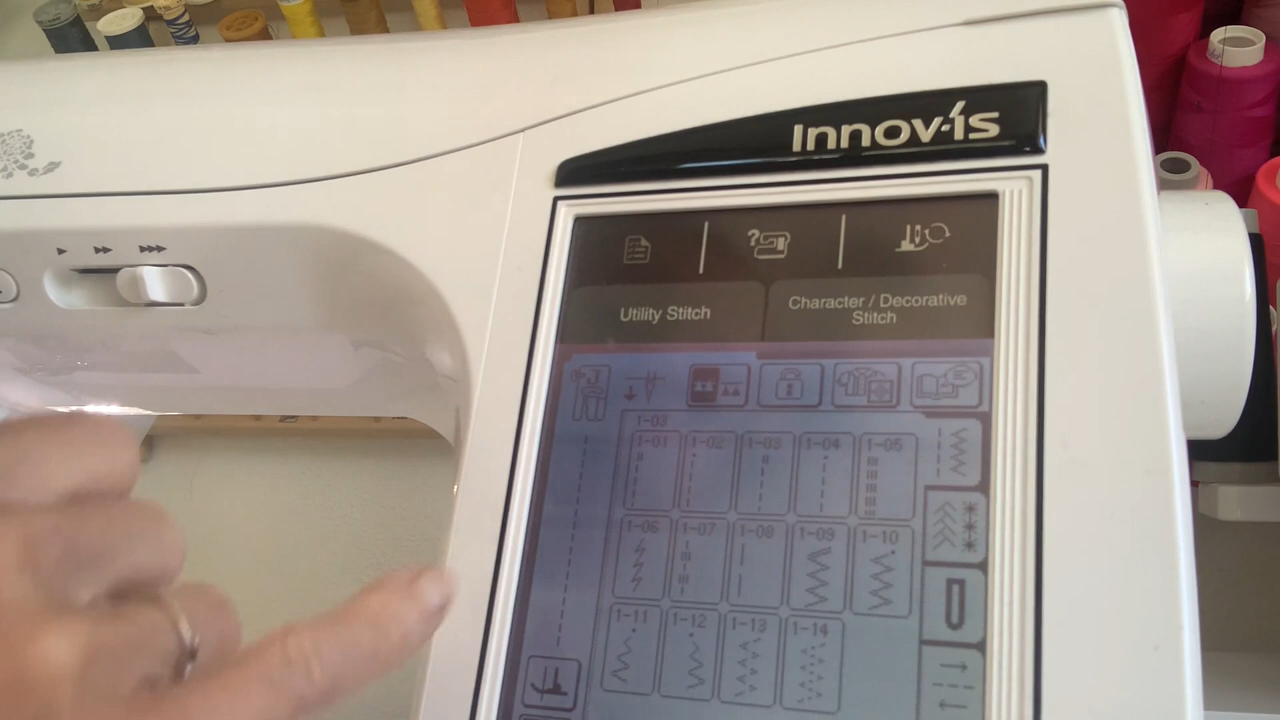 Innov-is
Utility Stitch
Character / Decorative
Stitch
1-03
1-01 1-02 1-03 1-04 1-05
1-06 1-07 1-08 1-09 1-10
1-11 1-12 1-13 1-14